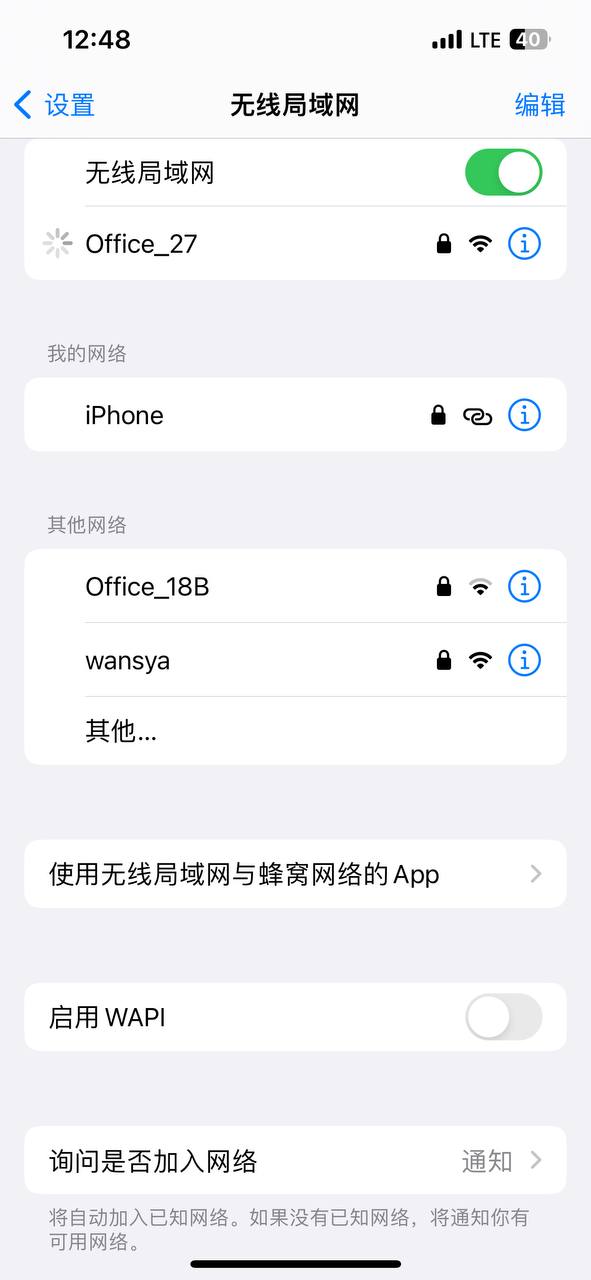 12:48 LTE 40
设置 无线局域网 编辑
无线局域网
Office_27
我的网络
iPhone
其他网络
Office_18B
wansya
其他...
使用无线局域网与蜂窝网络的 App
启用 WAPI
询问是否加入网络 通知
将自动加入已知网络。如果没有已知网络，将通知你有
可用网络。